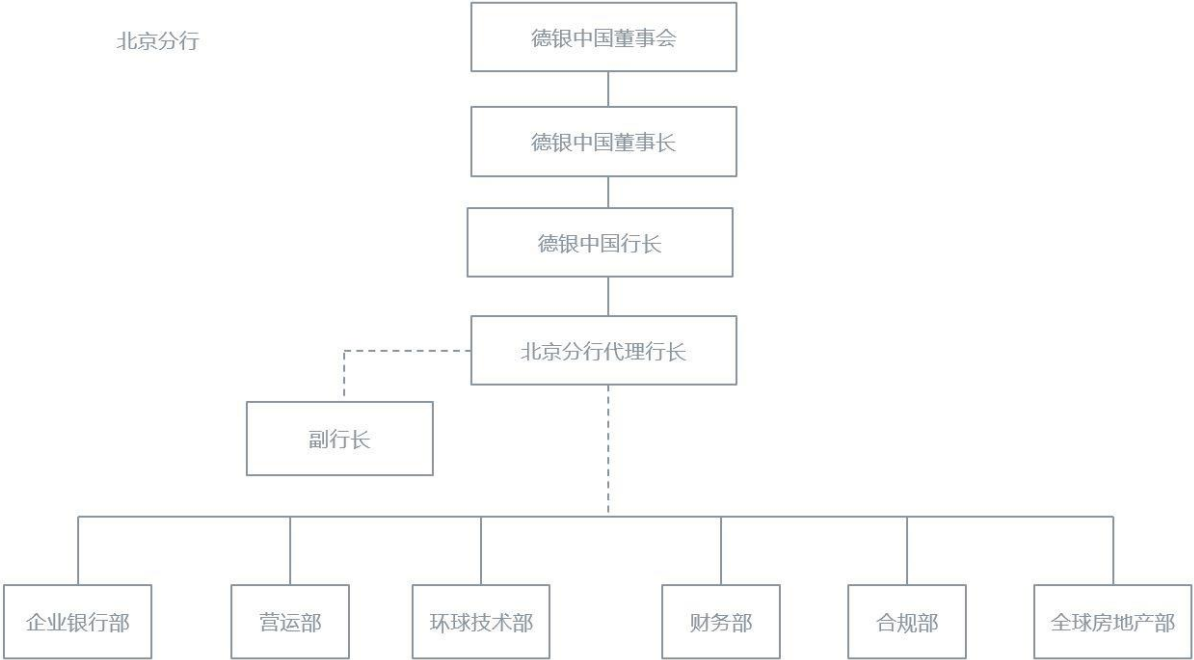 北京分行
德银中国董事会
德银中国董事长
德银中国行长
北京分行代理行长
副行长
企业银行部
营运部
环球技术部
财务部
合规部
全球房地产部